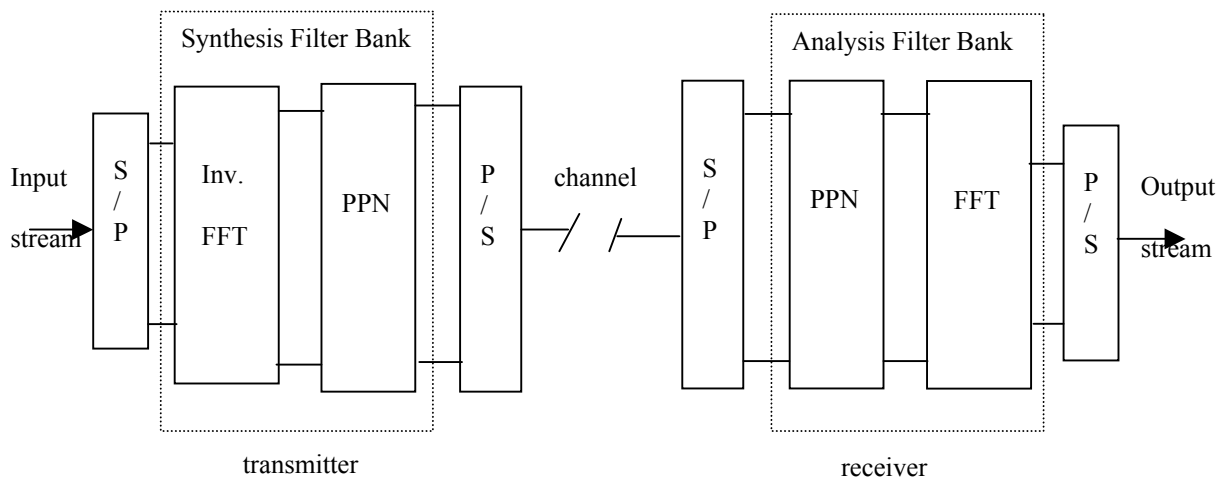 Synthesis Filter Bank
Analysis Filter Bank
Input
stream
S
/
P
Inv.
FFT
PPN
P
/
S
channel
S
/
P
PPN
FFT
P
/
S
Output
stream
transmitter
receiver